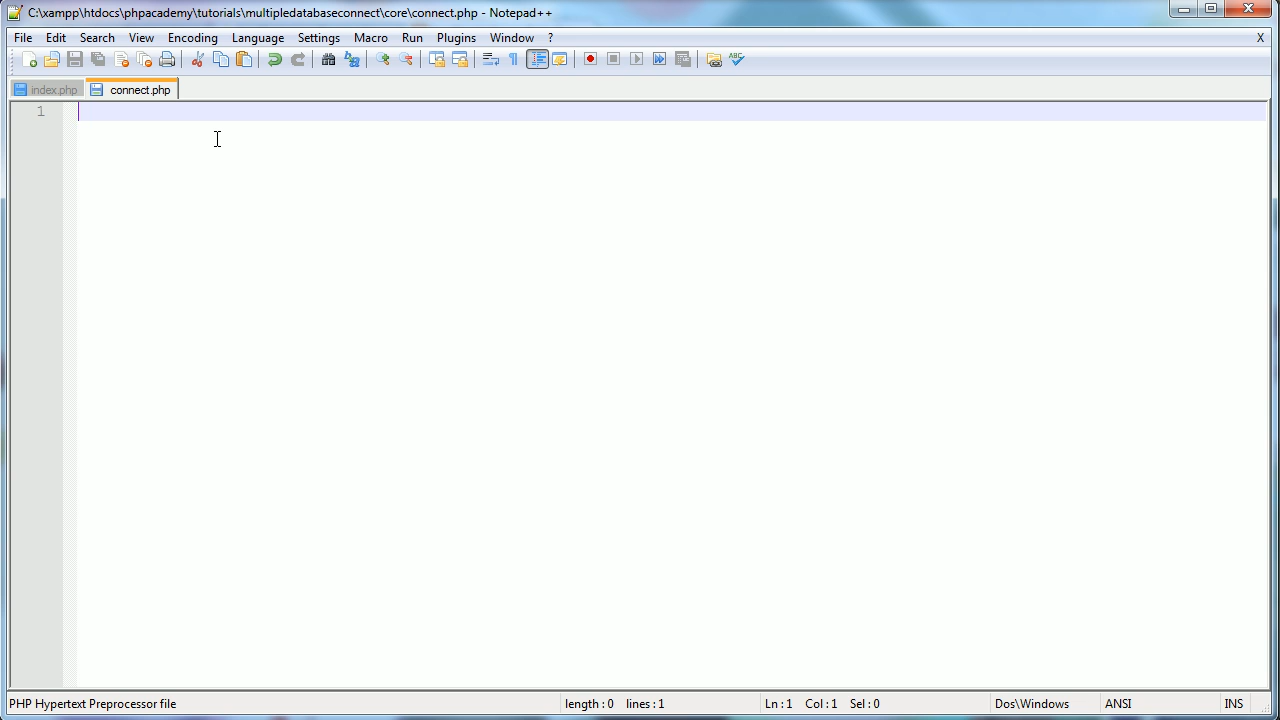 C:\xampp\htdocs\phpacademy\tutorials\multipledatabaseconnect\core\connect.php - Notepad++
File Edit Search View Encoding Language Settings Macro Run Plugins Window ? X
index.php connect.php
1
PHP Hypertext Preprocessor file length : 0 lines : 1 Ln : 1 Col : 1 Sel : 0 Dos\Windows ANSI INS